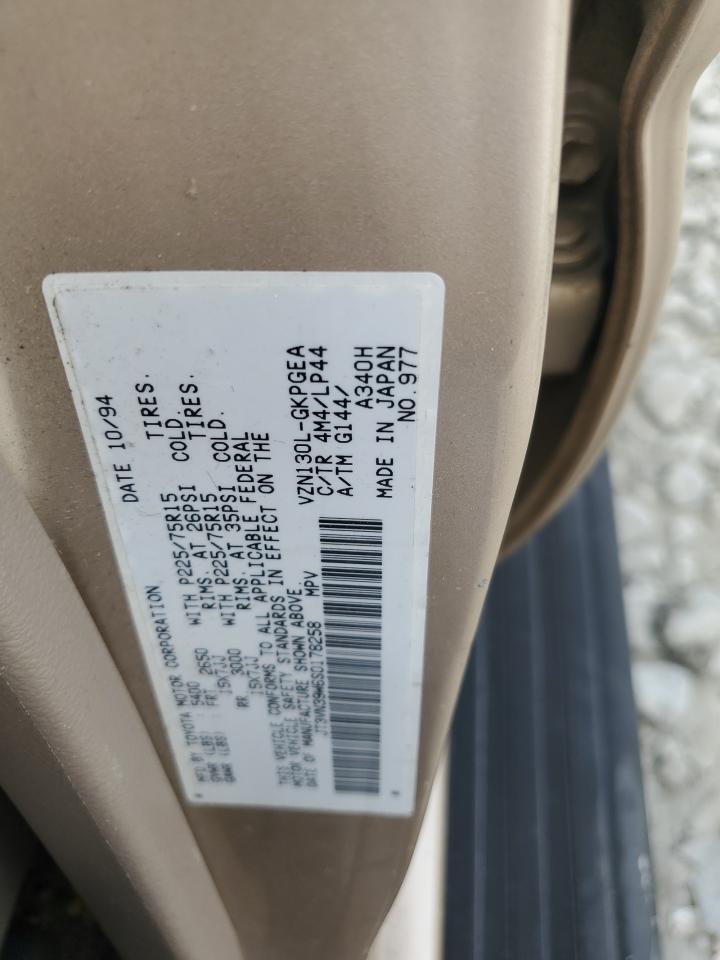 MFD BY TOYOTA MOTOR CORPORATION DATE 10/94
GVWR (LBS) : 5400 WITH P225/75R15 TIRES.
GAWR (LBS) : FRT 2650 RIMS. AT 26PSI COLD.
15X7JJ
RR 3000 WITH P225/75R15 TIRES.
15X7JJ RIMS. AT 35PSI COLD.
THIS VEHICLE CONFORMS TO ALL APPLICABLE FEDERAL
MOTOR VEHICLE SAFETY STANDARDS IN EFFECT ON THE
DATE OF MANUFACTURE SHOWN ABOVE
JT3VN39W6S0178258 MPV
VZN130L-GKPGEA
C/TR 4M4/LP44
A/TM G144/
A340H
MADE IN JAPAN
NO.977